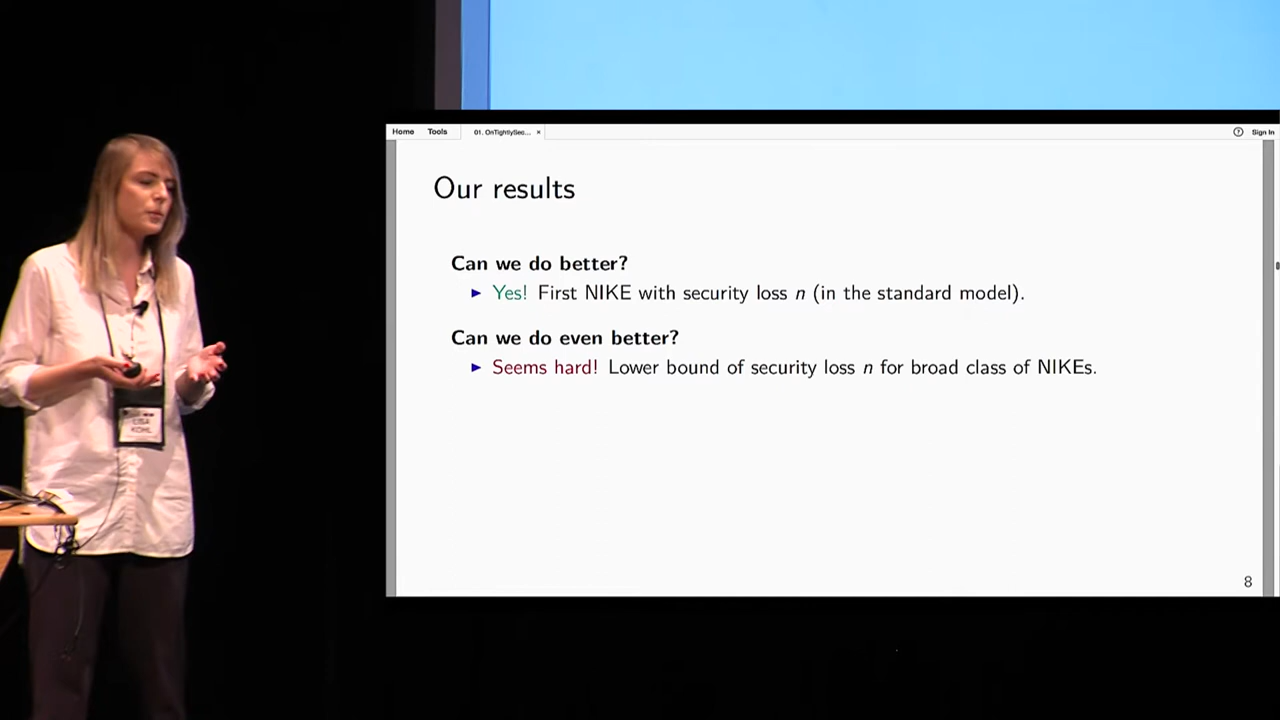 Home Tools 01. OnTightlySec... × ? Sign In
Our results
Can we do better?
► Yes! First NIKE with security loss n (in the standard model).
Can we do even better?
► Seems hard! Lower bound of security loss n for broad class of NIKEs.
8
LISA
KOHL